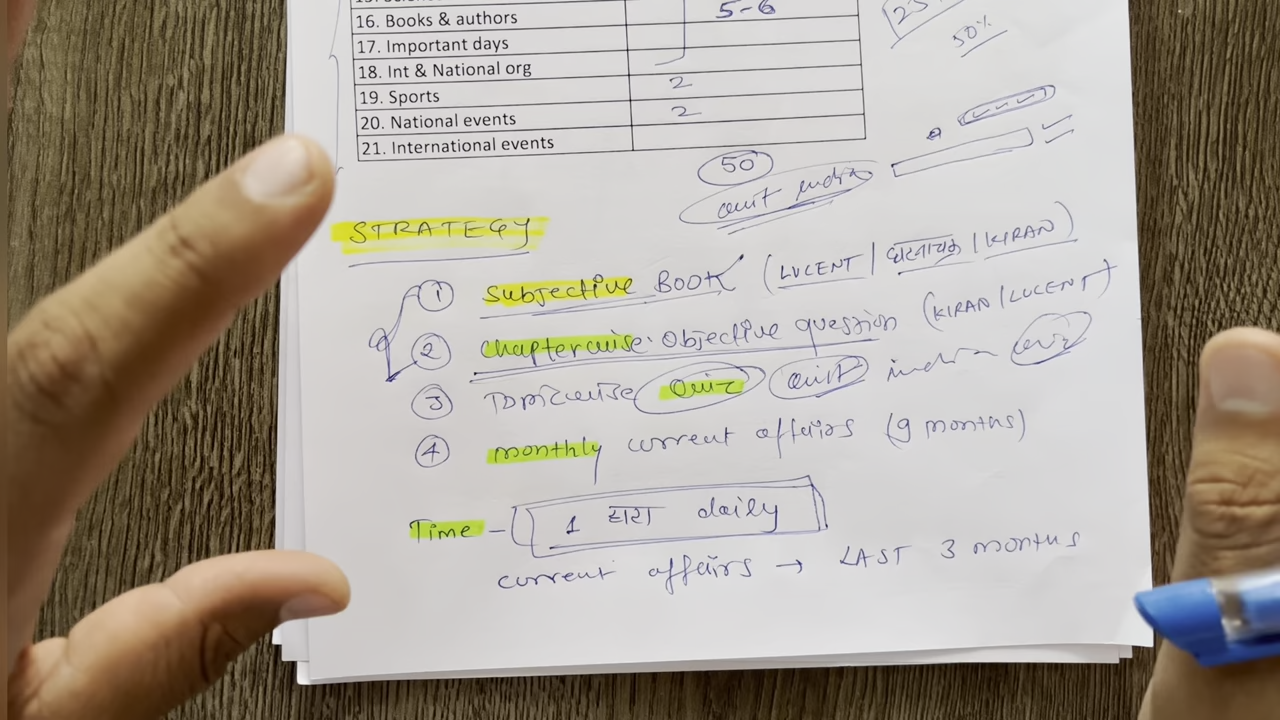 16. Books & authors
5-6
17. Important days
18. Int & National org
19. Sports 2
20. National events 2
21. International events
50%
50
Quit India
STRATEGY
1 Subjective BOOK (LUCENT / घटनाचक्र / KIRAN)
2 Chapterwise Objective question (KIRAN/LUCENT)
3 Topicwise Quiz Quit India
4 monthly current affairs (9 months)
Time - 1 घंटा daily
current affairs → LAST 3 months